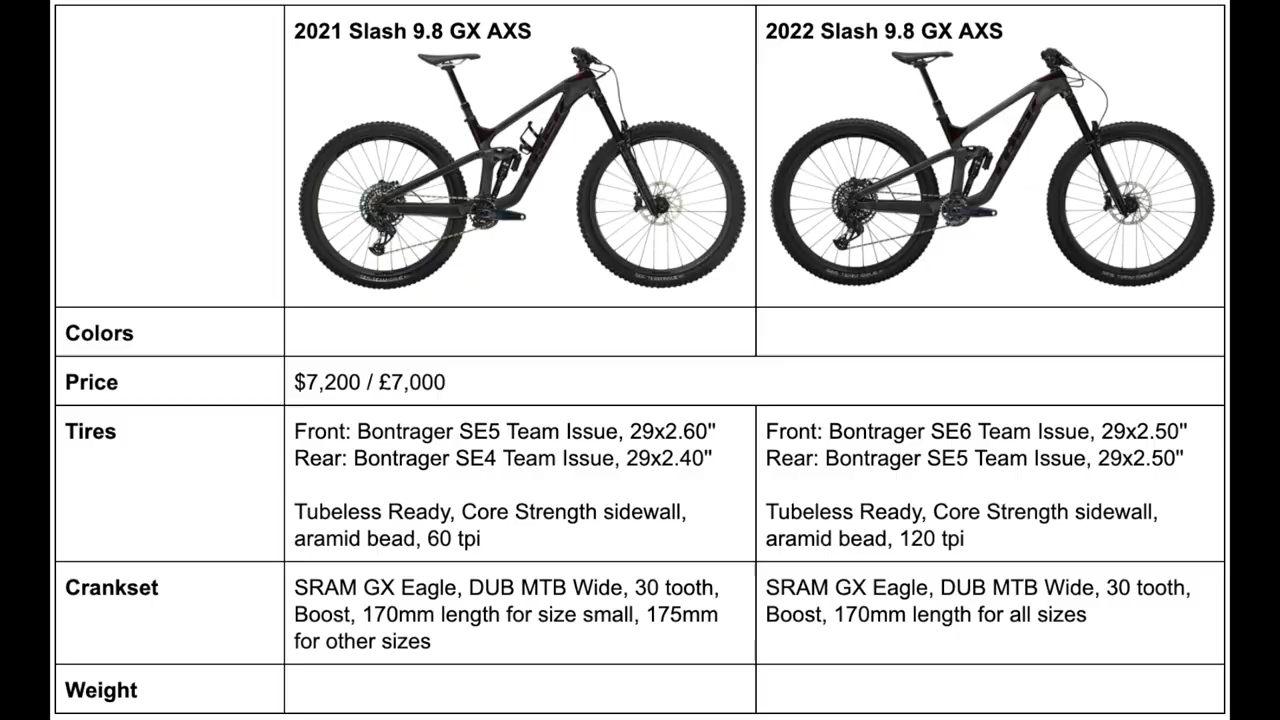 2021 Slash 9.8 GX AXS
2022 Slash 9.8 GX AXS
Colors
Price
$7,200 / £7,000
Tires
Front: Bontrager SE5 Team Issue, 29x2.60"
Rear: Bontrager SE4 Team Issue, 29x2.40"
Tubeless Ready, Core Strength sidewall,
aramid bead, 60 tpi
Front: Bontrager SE6 Team Issue, 29x2.50"
Rear: Bontrager SE5 Team Issue, 29x2.50"
Tubeless Ready, Core Strength sidewall,
aramid bead, 120 tpi
Crankset
SRAM GX Eagle, DUB MTB Wide, 30 tooth,
Boost, 170mm length for size small, 175mm
for other sizes
SRAM GX Eagle, DUB MTB Wide, 30 tooth,
Boost, 170mm length for all sizes
Weight